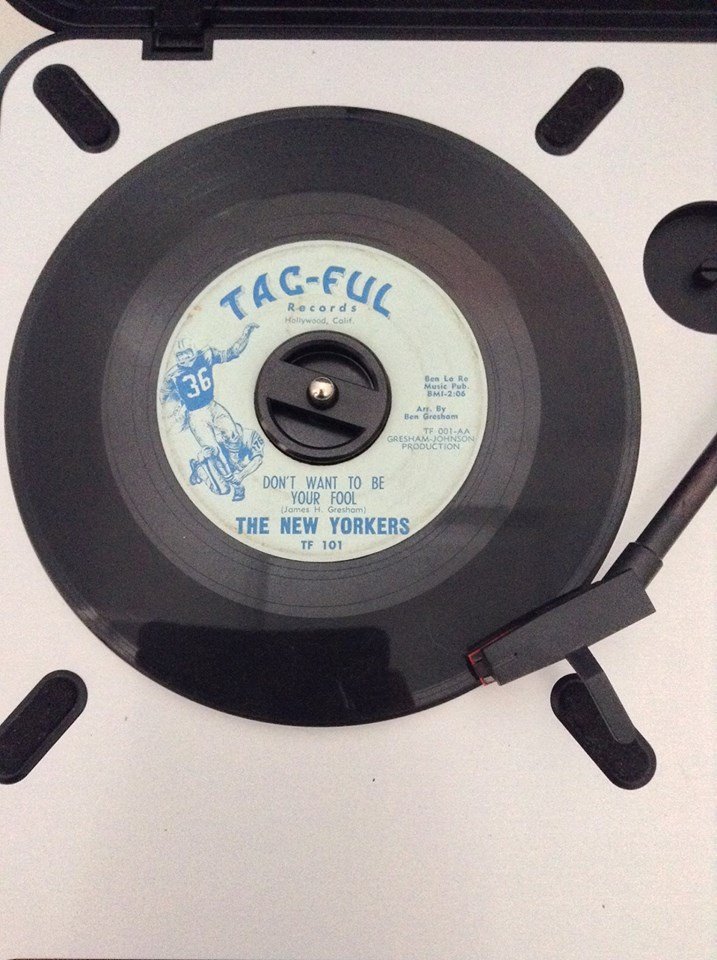 TAC-FUL
Records
Hollywood, Calif.
36
Ben La Ro
Music Pub.
BMI-2:06
Arr. By
Ben Gresham
TF 001-AA
GRESHAM-JOHNSON
PRODUCTION
DON'T WANT TO BE
YOUR FOOL
(James H. Gresham)
THE NEW YORKERS
TF 101